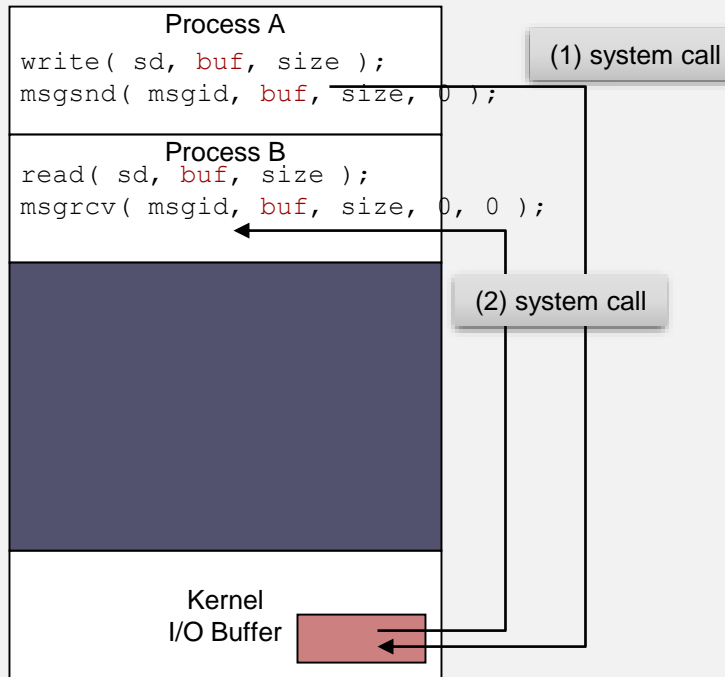 Process A
(1) system call
write( sd, buf, size );
msgsnd( msgid, buf, size, 0 );
Process B
read( sd, buf, size );
msgrcv( msgid, buf, size, 0, 0 );
(2) system call
Kernel
I/O Buffer